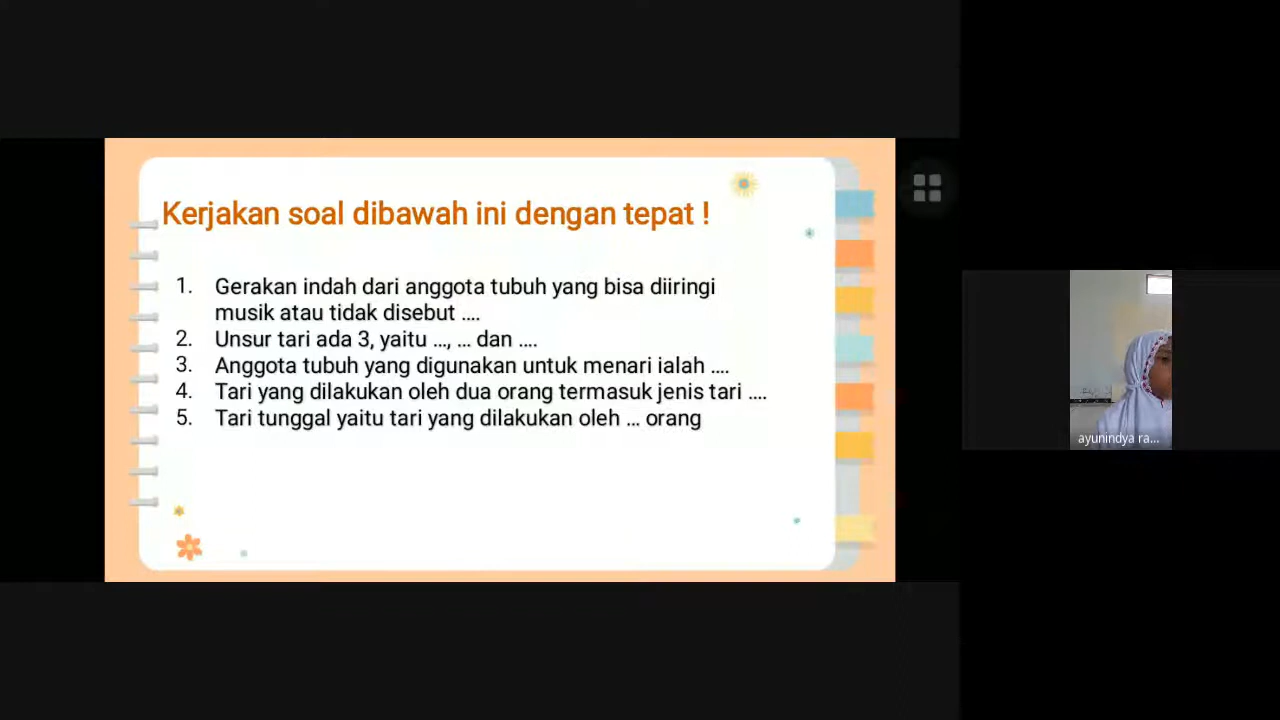 Kerjakan soal dibawah ini dengan tepat !
1. Gerakan indah dari anggota tubuh yang bisa diiringi
musik atau tidak disebut ....
2. Unsur tari ada 3, yaitu ..., ... dan ....
3. Anggota tubuh yang digunakan untuk menari ialah ....
4. Tari yang dilakukan oleh dua orang termasuk jenis tari ....
5. Tari tunggal yaitu tari yang dilakukan oleh ... orang
ayunindya ra...